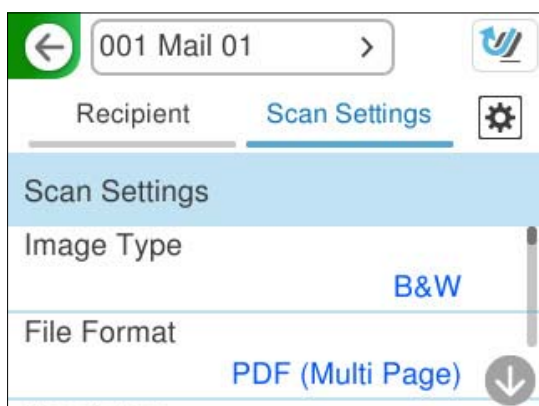 001 Mail 01
Recipient Scan Settings
Scan Settings
Image Type
B&W
File Format
PDF (Multi Page)